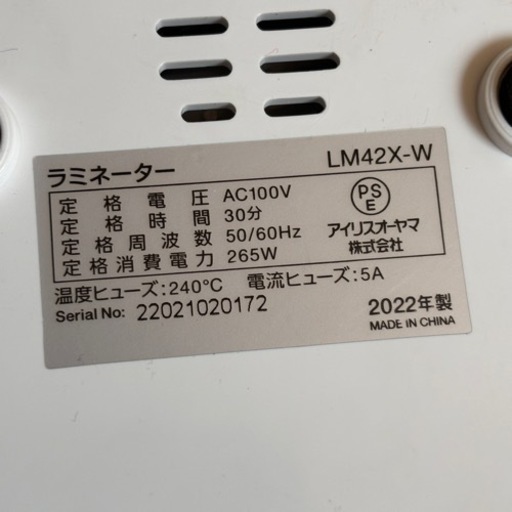 ラミネーター LM42X-W
定格電圧 AC100V
定格時間 30分
定格周波数 50/60Hz
定格消費電力 265W
PS
E
アイリスオーヤマ
株式会社
温度ヒューズ:240℃ 電流ヒューズ:5A
Serial No: 22021020172
2022年製
MADE IN CHINA